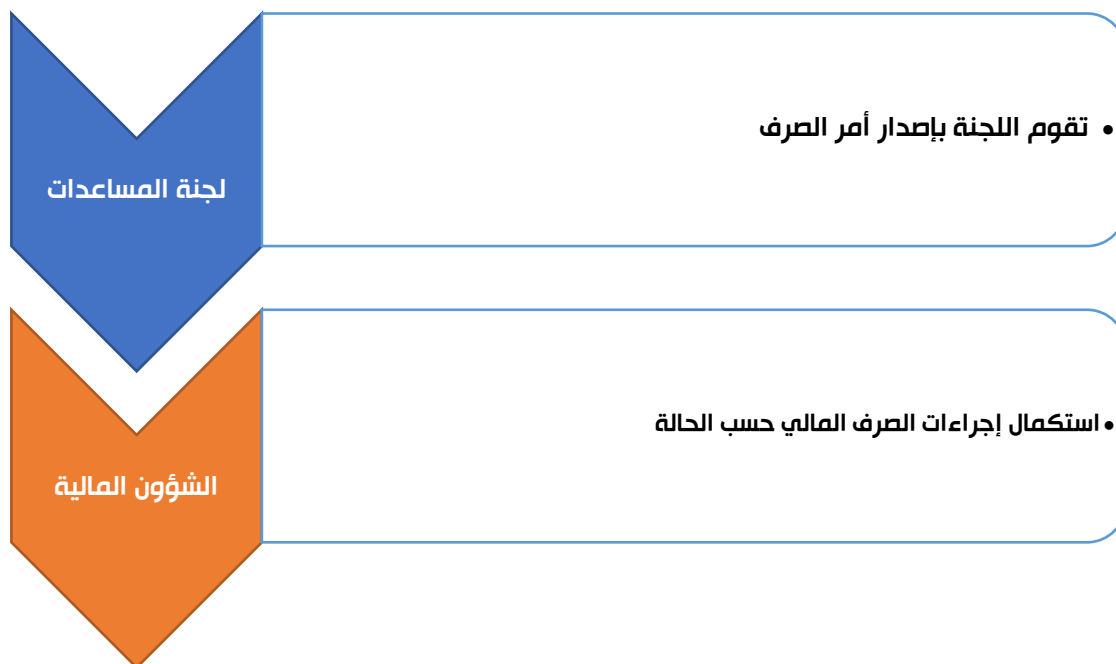 لجنة المساعدات
• تقوم اللجنة بإصدار أمر الصرف
الشؤون المالية
• استكمال إجراءات الصرف المالي حسب الحالة